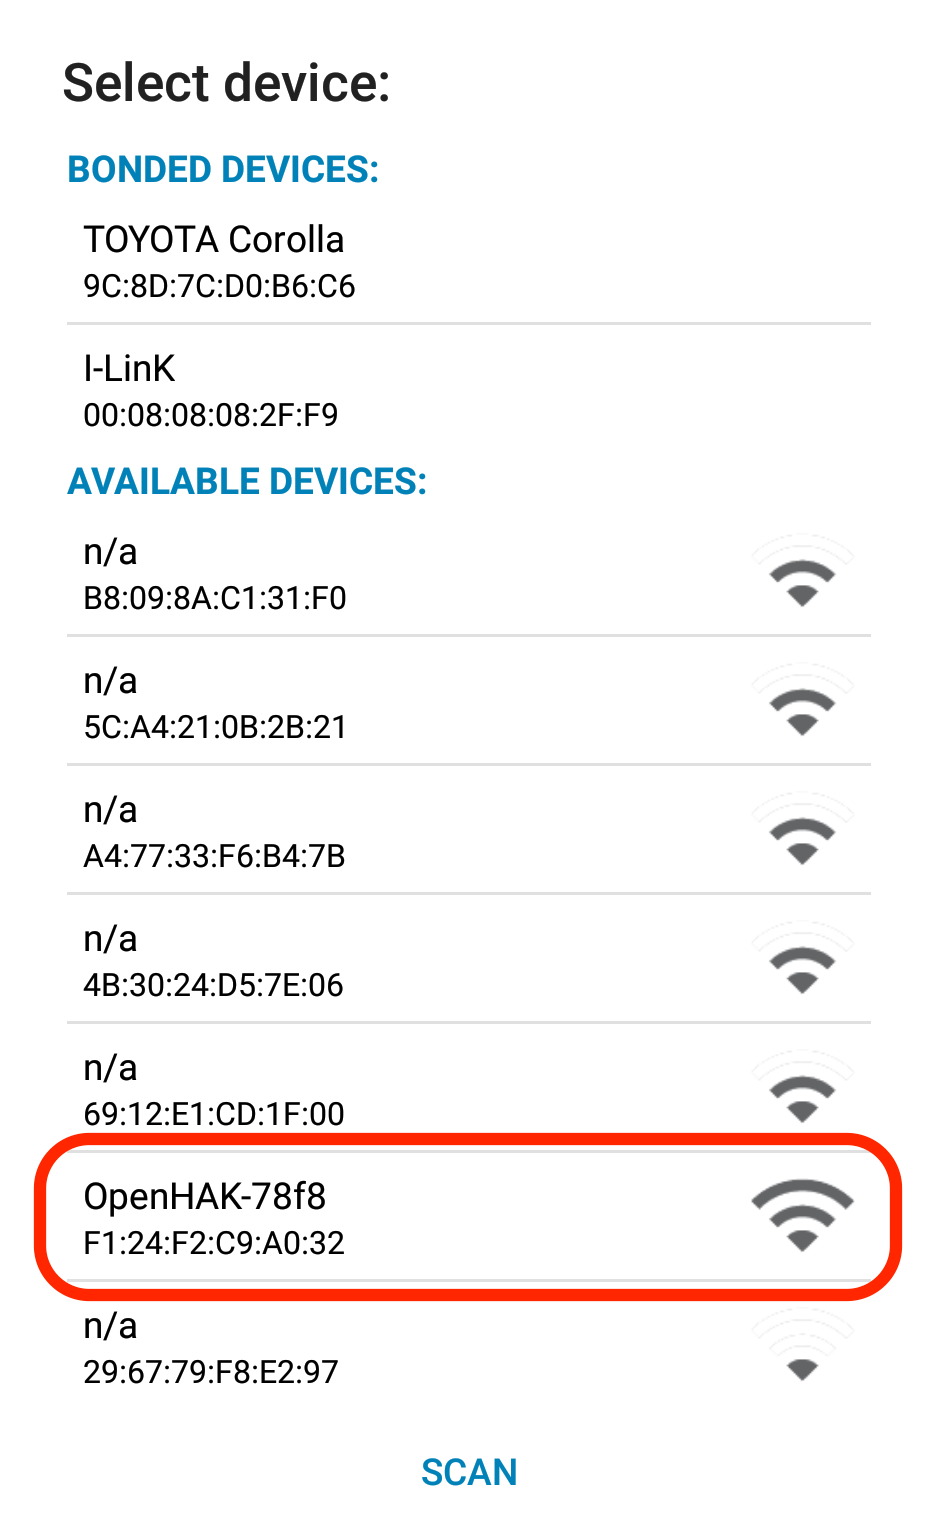 Select device:
BONDED DEVICES:
TOYOTA Corolla
9C:8D:7C:D0:B6:C6
I-LinK
00:08:08:08:2F:F9
AVAILABLE DEVICES:
n/a
B8:09:8A:C1:31:F0
n/a
5C:A4:21:0B:2B:21
n/a
A4:77:33:F6:B4:7B
n/a
4B:30:24:D5:7E:06
n/a
69:12:E1:CD:1F:00
OpenHAK-78f8
F1:24:F2:C9:A0:32
n/a
29:67:79:F8:E2:97
SCAN